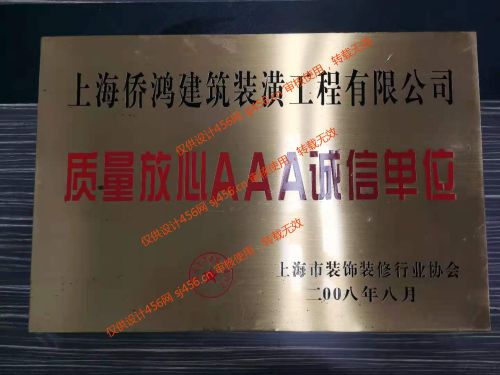 上海侨鸿建筑装潢工程有限公司
质量放心AAA诚信单位
上海市装饰装修行业协会
二00八年八月
仅供设计456网 sj456.cn 审核使用，转载无效
仅供设计456网 sj456.cn 审核使用，转载无效
仅供设计456网 sj456.cn 审核使用，转载无效